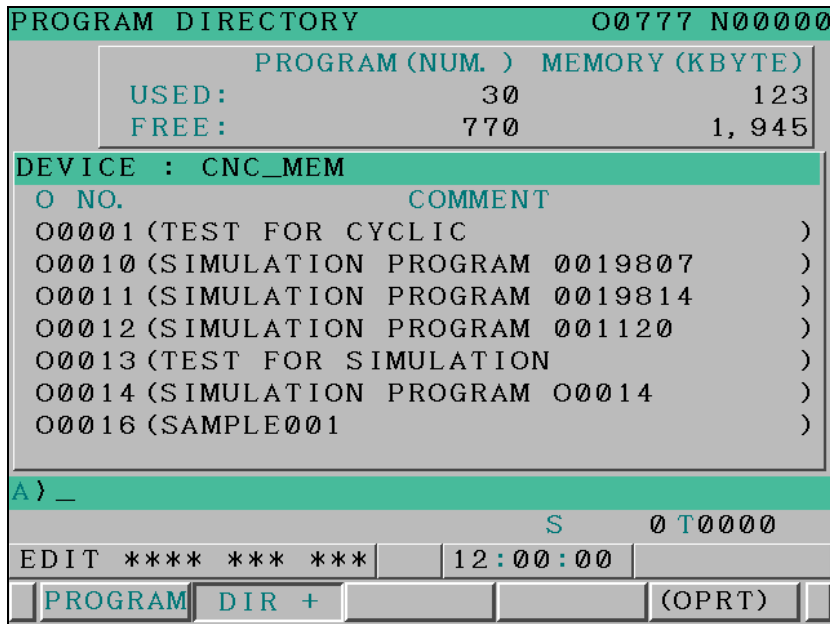 PROGRAM DIRECTORY O0777 N00000
PROGRAM(NUM. ) MEMORY(KBYTE)
USED: 30 123
FREE: 770 1,945
DEVICE : CNC_MEM
O NO. COMMENT
O0001(TEST FOR CYCLIC )
O0010(SIMULATION PROGRAM 0019807 )
O0011(SIMULATION PROGRAM 0019814 )
O0012(SIMULATION PROGRAM 001120 )
O0013(TEST FOR SIMULATION )
O0014(SIMULATION PROGRAM O0014 )
O0016(SAMPLE001 )
A)_
S 0 T0000
EDIT **** *** *** 12:00:00
PROGRAM DIR + (OPRT)